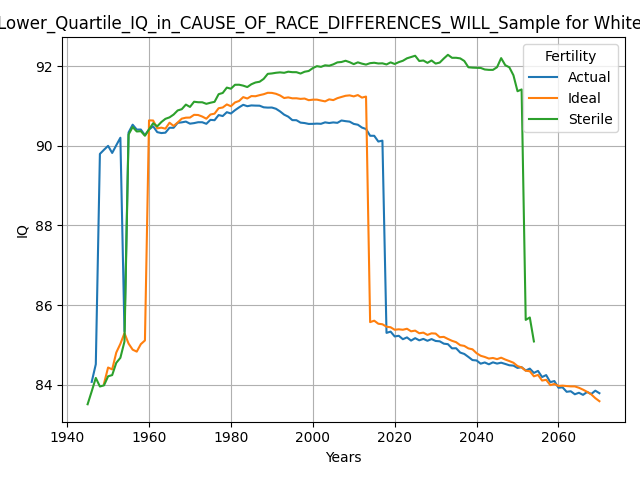 Lower_Quartile_IQ_in_CAUSE_OF_RACE_DIFFERENCES_WILL_Sample for White
Fertility
Actual
Ideal
Sterile
IQ
92
90
88
86
84
1940 1960 1980 2000 2020 2040 2060
Years